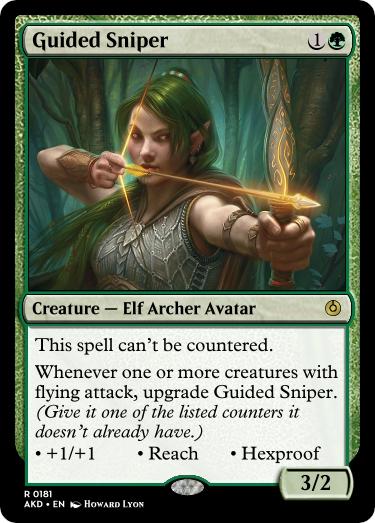 Guided Sniper 1
Creature — Elf Archer Avatar
This spell can't be countered.
Whenever one or more creatures with
flying attack, upgrade Guided Sniper.
(Give it one of the listed counters it
doesn't already have.)
• +1/+1 • Reach • Hexproof
3/2
R 0181
AKD • EN Howard Lyon